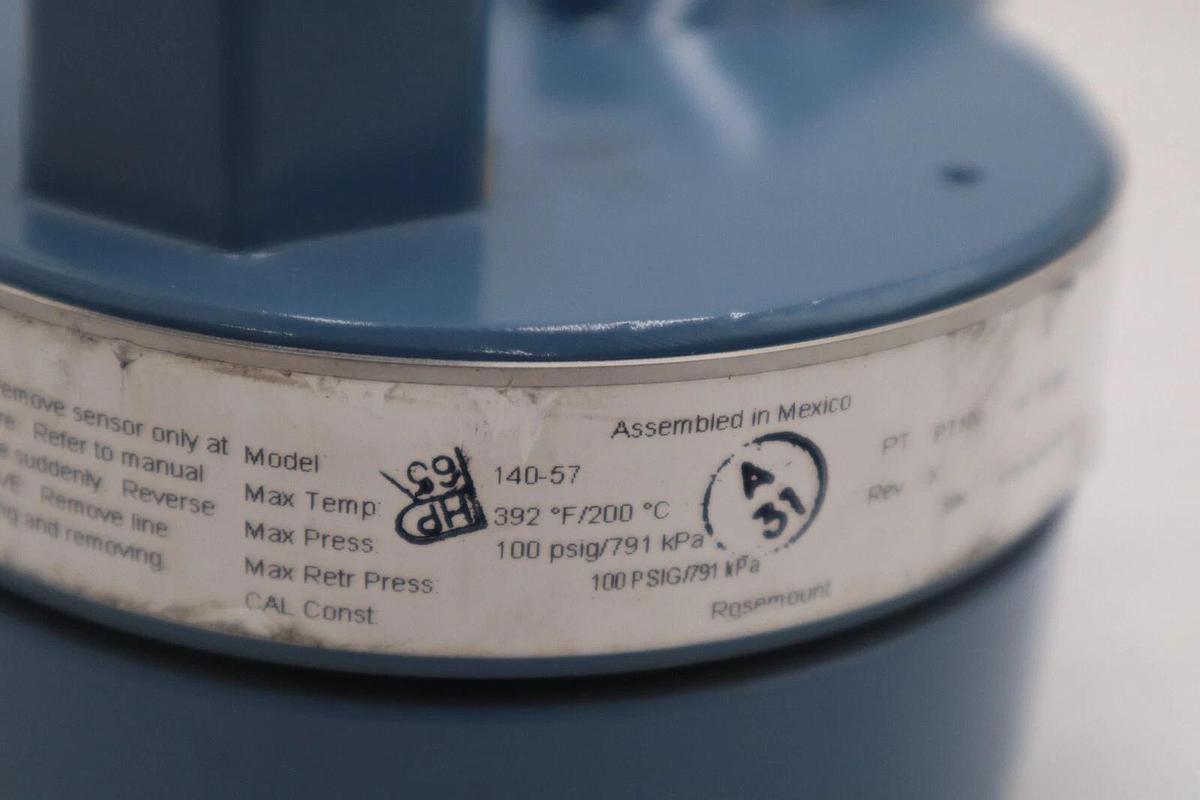 emove sensor only at
re Refer to manual
e suddenly Reverse
VE Remove line
ng and removing.
Model 140-57
Max Temp: 392 °F/200 °C
Max Press: 100 psig/791 kPa
Max Retr Press: 100 PSIG/791 kPa
CAL Const:
HP
65
Assembled in Mexico
A
31
Rosemount
PT
Rev